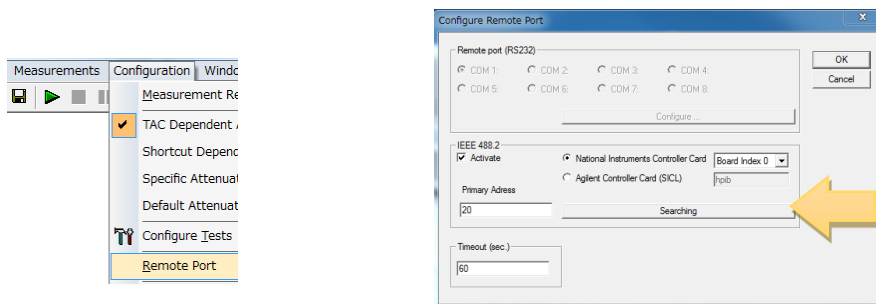 Measurements Configuration Windo
Measurement Re
TAC Dependent
Shortcut Depend
Specific Attenuat
Default Attenuat
Configure Tests
Remote Port
Configure Remote Port
x
Remote port (RS232)
COM 1: COM 2: COM 3: COM 4:
COM 5: COM 6: COM 7: COM 8:
Configure ...
OK
Cancel
IEEE 488.2
Activate
National Instruments Controller Card Board Index 0
Agilent Controller Card (SICL) hpib
Primary Adress
20
Searching
Timeout (sec.)
60